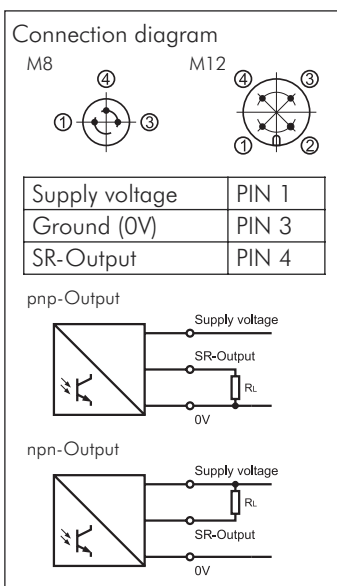 Connection diagram
M8 M12
④ ④ ③
① ③
① ②
Supply voltage PIN 1
Ground (0V) PIN 3
SR-Output PIN 4
pnp-Output
Supply voltage
SR-Output
RL
0V
npn-Output
Supply voltage
RL
SR-Output
0V